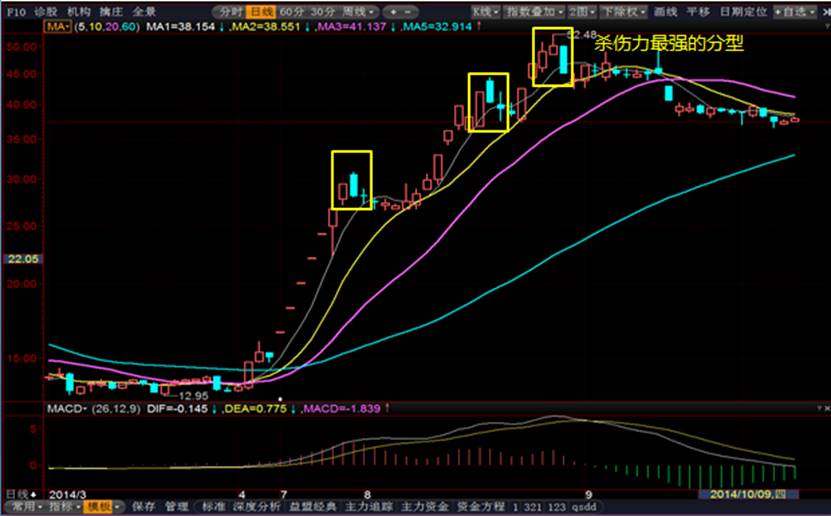 F10 诊股 机构 擒庄 全景 分时 日线 60分 30分 周线 K线 指数叠加 2图 下除权 画线 平移 日期定位 +自选
MA (5,10,20,60) MA1=38.154 ↓,MA2=38.551 ↓,MA3=41.137 ↓,MA5=32.914 ↑
52.48
杀伤力最强的分型
50.00
45.00
40.00
35.00
30.00
25.00
22.05
20.00
15.00
12.95
MACD (26,12,9) DIF=-0.145 ↓,DEA=0.775 ↓,MACD=-1.839 ↑
5
0
日线 2014/3 4 7 8 9 2014/10/09,四
常用 指标 模板 保存 管理 标准 深度分析 益盟经典 主力追踪 主力资金 资金方程 1 321 123 qsdd